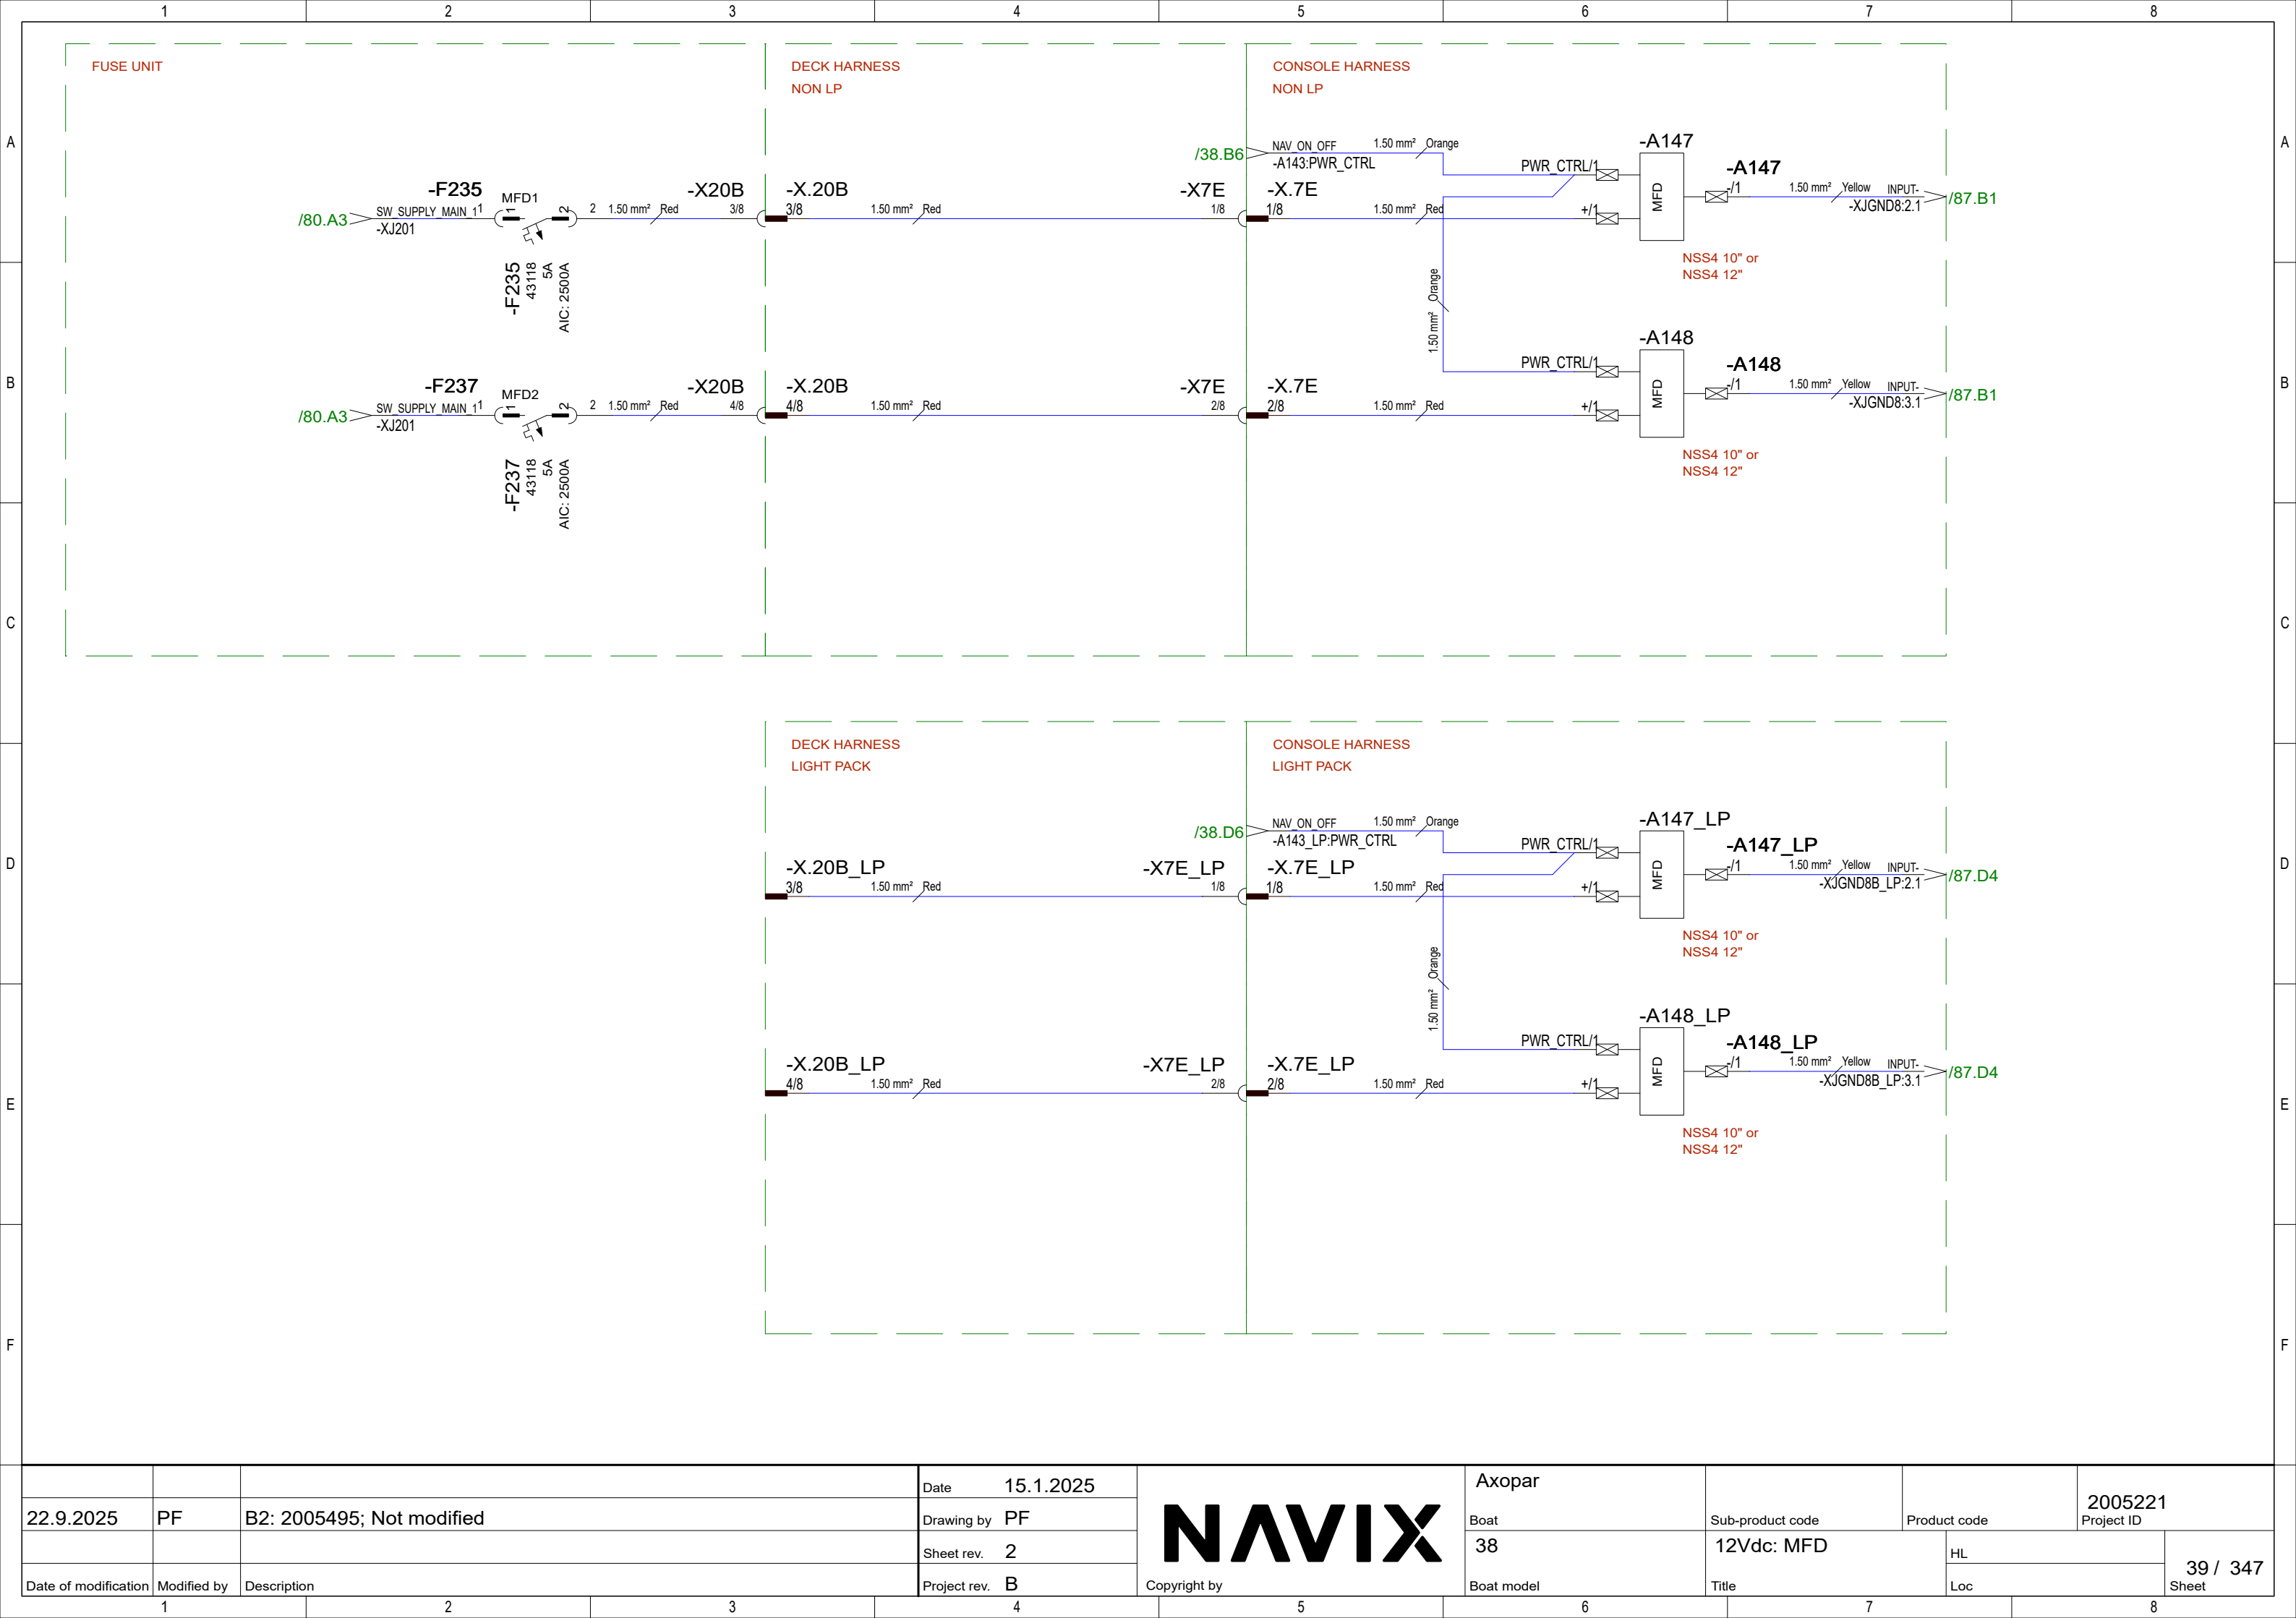 1 2 3 4 5 6 7 8
FUSE UNIT
DECK HARNESS
NON LP
CONSOLE HARNESS
NON LP
A A
/38.B6 NAV_ON_OFF 1.50 mm² Orange
-A143:PWR_CTRL
-A147
PWR_CTRL/1
-A147
-F235 MFD1 -X20B -X.20B -X7E -X.7E
MFD
-/1 1.50 mm² Yellow INPUT- /87.B1
-XJGND8:2.1
/80.A3 SW_SUPPLY_MAIN_1 1 1 2 2 1.50 mm² Red 3/8 3/8 1.50 mm² Red 1/8 1/8 1.50 mm² Red +/1
-XJ201
NSS4 10" or
NSS4 12"
-F235
43118
5A
AIC: 2500A
1.50 mm² Orange
-A148
PWR_CTRL/1
-A148
B B
-F237 MFD2 -X20B -X.20B -X7E -X.7E
MFD
-/1 1.50 mm² Yellow INPUT- /87.B1
-XJGND8:3.1
/80.A3 SW_SUPPLY_MAIN_1 1 1 2 2 1.50 mm² Red 4/8 4/8 1.50 mm² Red 2/8 2/8 1.50 mm² Red +/1
-XJ201
NSS4 10" or
NSS4 12"
-F237
43118
5A
AIC: 2500A
C C
DECK HARNESS
LIGHT PACK
CONSOLE HARNESS
LIGHT PACK
/38.D6 NAV_ON_OFF 1.50 mm² Orange
-A143_LP:PWR_CTRL
-A147_LP
PWR_CTRL/1
-A147_LP
D D
-X.20B_LP -X7E_LP -X.7E_LP
MFD
-/1 1.50 mm² Yellow INPUT- /87.D4
-XJGND8B_LP:2.1
3/8 1.50 mm² Red 1/8 1/8 1.50 mm² Red +/1
NSS4 10" or
NSS4 12"
1.50 mm² Orange
-A148_LP
PWR_CTRL/1
-A148_LP
-X.20B_LP -X7E_LP -X.7E_LP
MFD
-/1 1.50 mm² Yellow INPUT- /87.D4
-XJGND8B_LP:3.1
4/8 1.50 mm² Red 2/8 2/8 1.50 mm² Red +/1
E E
NSS4 10" or
NSS4 12"
F F
22.9.2025 PF B2: 2005495; Not modified
Date of modification Modified by Description
Date 15.1.2025
Drawing by PF
Sheet rev. 2
Project rev. B
NAVIX
Copyright by
Axopar
Boat
38
Boat model
Sub-product code
Product code
2005221
Project ID
12Vdc: MFD
Title
HL
Loc
39 / 347
Sheet
1 2 3 4 5 6 7 8